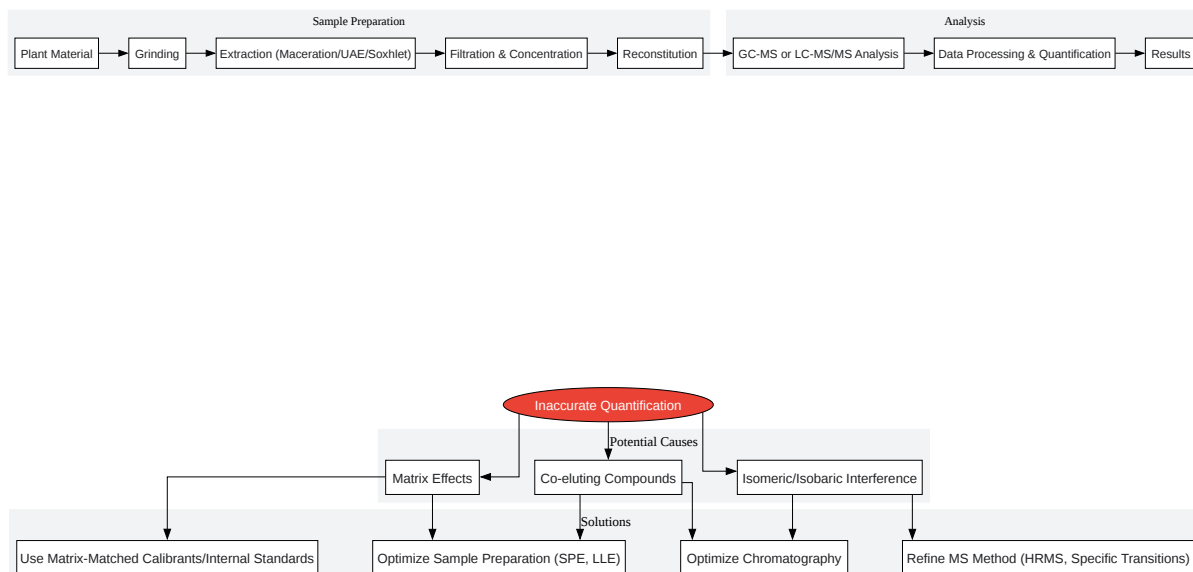 Sample Preparation
Analysis
Plant Material
Grinding
Extraction (Maceration/UAE/Soxhlet)
Filtration & Concentration
Reconstitution
GC-MS or LC-MS/MS Analysis
Data Processing & Quantification
Results
Inaccurate Quantification
Potential Causes
Matrix Effects
Co-eluting Compounds
Isomeric/Isobaric Interference
Solutions
Use Matrix-Matched Calibrants/Internal Standards
Optimize Sample Preparation (SPE, LLE)
Optimize Chromatography
Refine MS Method (HRMS, Specific Transitions)